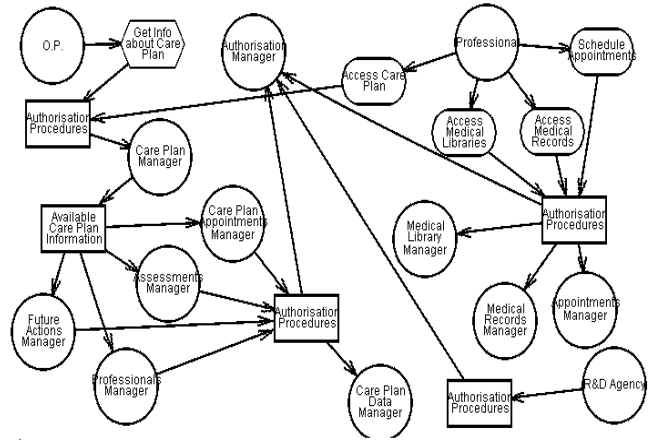 O.P.
Get Info
about Care
Plan
Authorisation
Manager
Professional
Schedule
Appointments
Access Care
Plan
Authorisation
Procedures
Access
Medical
Libraries
Access
Medical
Records
Care Plan
Manager
Available
Care Plan
Information
Care Plan
Appointments
Manager
Medical
Library
Manager
Authorisation
Procedures
Assessments
Manager
Future
Actions
Manager
Authorisation
Procedures
Medical
Records
Manager
Appointments
Manager
Professionals
Manager
Care Plan
Data
Manager
Authorisation
Procedures
R&D Agency